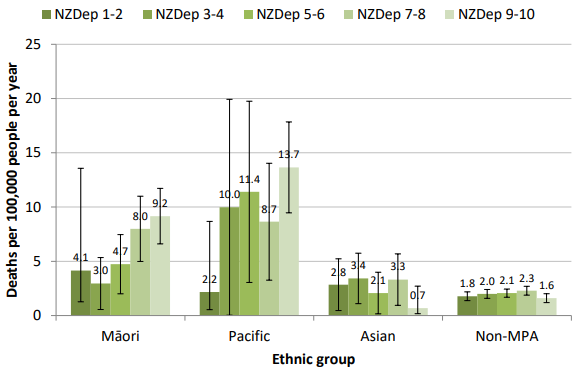 NZDep 1-2 NZDep 3-4 NZDep 5-6 NZDep 7-8 NZDep 9-10
Deaths per 100,000 people per year
25
20
15
10
5
0
4.1 3.0 4.7 8.0 9.2
2.2 10.0 11.4 8.7 13.7
2.8 3.4 2.1 3.3 0.7
1.8 2.0 2.1 2.3 1.6
Māori Pacific Asian Non-MPA
Ethnic group